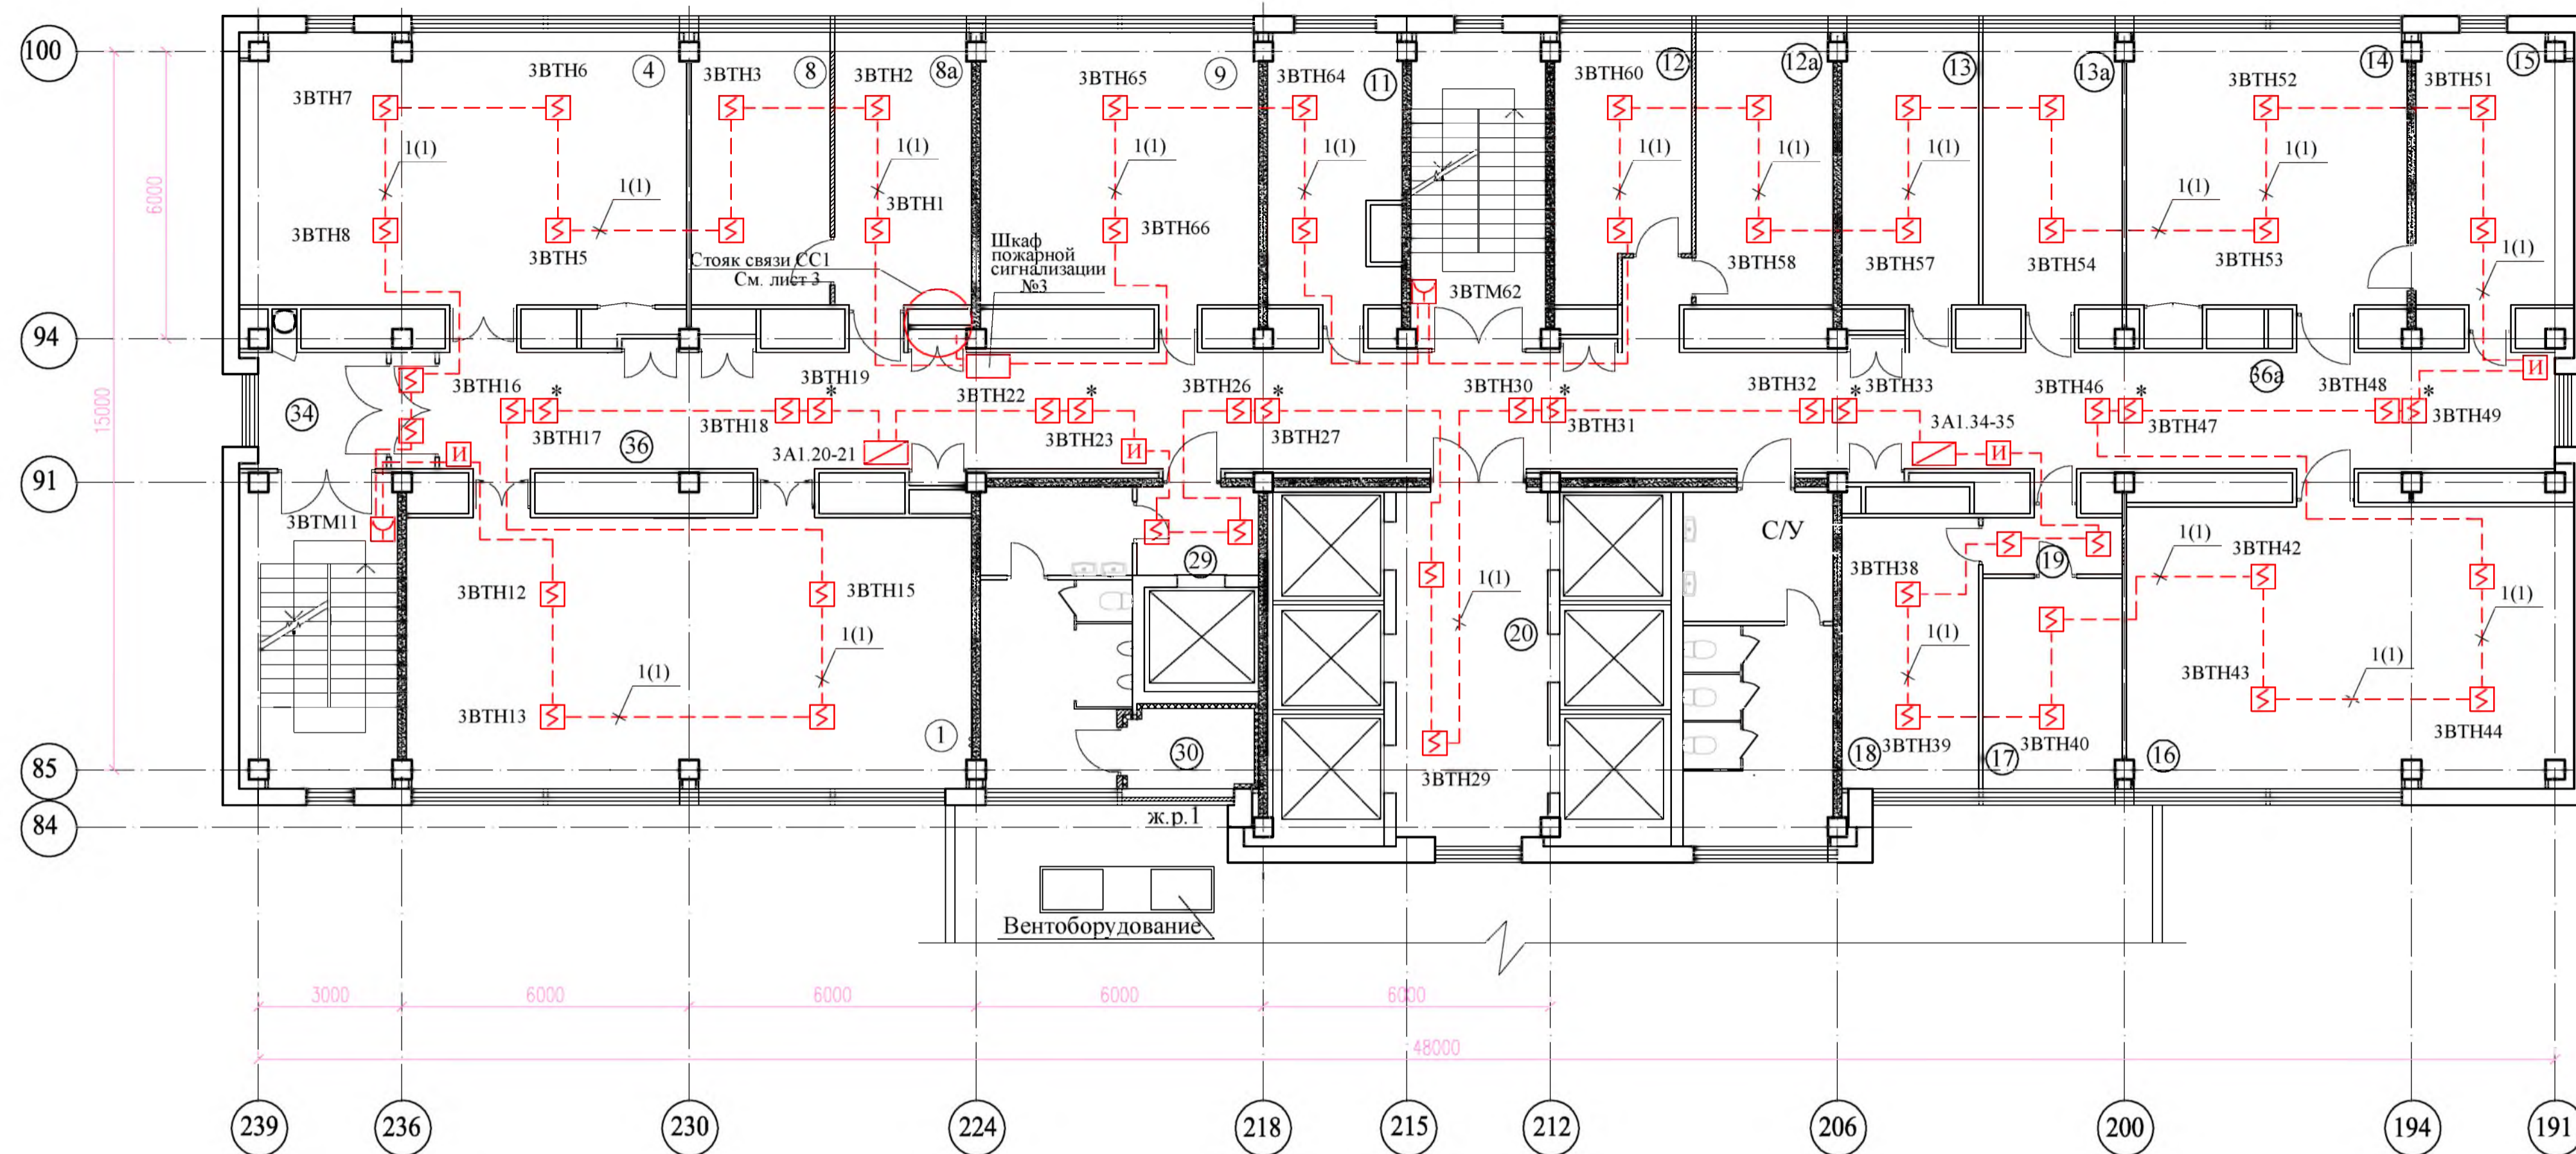 100
3ВТН6
4
3ВТН3
8
3ВТН2
8а
3ВТН65
9
3ВТН64
11
3ВТН60
12
12а
13
13а
3ВТН52
14
3ВТН51
15
3ВТН7
1(1)
1(1)
1(1)
1(1)
1(1)
1(1)
1(1)
1(1)
1(1)
1(1)
6000
3ВТН1
3ВТН8
3ВТН5
3ВТН66
Шкаф
пожарной
сигнализации
№3
Стояк связи СС1
См. лист 3
3ВТМ62
3ВТН58
3ВТН57
3ВТН54
3ВТН53
1(1)
94
15000
34
3ВТН16
*
3ВТН17
36
3ВТН18
3ВТН19
*
3А1.20-21
3ВТН22
*
3ВТН23
И
И
3ВТН26
*
3ВТН27
3ВТН30
*
3ВТН31
3ВТН32
*
3ВТН33
3А1.34-35
И
3ВТН46
*
3ВТН47
36а
3ВТН48
*
3ВТН49
И
91
3ВТМ11
3ВТН12
3ВТН15
1(1)
1(1)
3ВТН13
1
29
30
ж.р.1
1(1)
20
3ВТН29
С/У
3ВТН38
19
1(1)
3ВТН42
1(1)
1(1)
3ВТН43
1(1)
3ВТН44
18
3ВТН39
17
3ВТН40
16
85
84
Вентоборудование
3000
6000
6000
6000
6000
48000
239
236
230
224
218
215
212
206
200
194
191